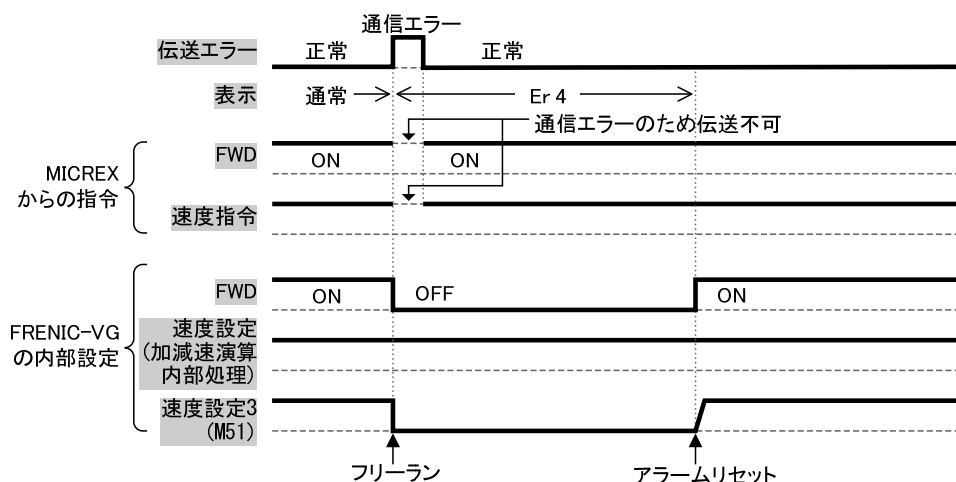 通信エラー
伝送エラー 正常 正常
表示 通常 Er 4
通信エラーのため伝送不可
MICREX
からの指令
FWD ON ON
速度指令
FRENIC-VG
の内部設定
FWD ON OFF ON
速度設定
(加減速演算
内部処理)
速度設定3
(M51)
フリーラン アラームリセット